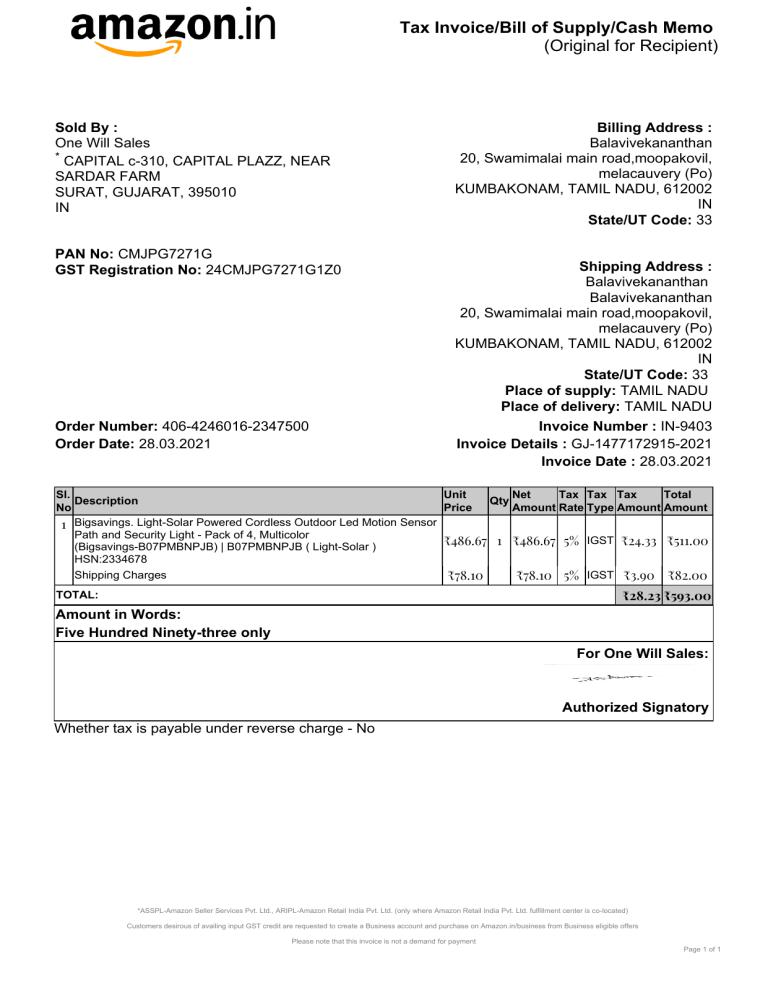 amazon.in
Tax Invoice/Bill of Supply/Cash Memo
(Original for Recipient)
Sold By :
One Will Sales
* CAPITAL c-310, CAPITAL PLAZZ, NEAR
SARDAR FARM
SURAT, GUJARAT, 395010
IN
PAN No: CMJPG7271G
GST Registration No: 24CMJPG7271G1Z0
Billing Address :
Balavivekananthan
20, Swamimalai main road,moopakovil,
melacauvery (Po)
KUMBAKONAM, TAMIL NADU, 612002
IN
State/UT Code: 33
Shipping Address :
Balavivekananthan
Balavivekananthan
20, Swamimalai main road,moopakovil,
melacauvery (Po)
KUMBAKONAM, TAMIL NADU, 612002
IN
State/UT Code: 33
Place of supply: TAMIL NADU
Place of delivery: TAMIL NADU
Order Number: 406-4246016-2347500
Order Date: 28.03.2021
Invoice Number : IN-9403
Invoice Details : GJ-1477172915-2021
Invoice Date : 28.03.2021
Sl. No Description Unit Price Qty Net Amount Tax Rate Tax Type Tax Amount Total Amount
1 Bigsavings. Light-Solar Powered Cordless Outdoor Led Motion Sensor
Path and Security Light - Pack of 4, Multicolor
(Bigsavings-B07PMBNPJB) | B07PMBNPJB ( Light-Solar ) ₹486.67 1 ₹486.67 5% IGST ₹24.33 ₹511.00
HSN:2334678
Shipping Charges ₹78.10 ₹78.10 5% IGST ₹3.90 ₹82.00
TOTAL: ₹28.23 ₹593.00
Amount in Words:
Five Hundred Ninety-three only
For One Will Sales:
Authorized Signatory
Whether tax is payable under reverse charge - No
*ASSPL-Amazon Seller Services Pvt. Ltd., ARIPL-Amazon Retail India Pvt. Ltd. (only where Amazon Retail India Pvt. Ltd. fulfillment center is co-located)
Customers desirous of availing input GST credit are requested to create a Business account and purchase on Amazon.in/business from Business eligible offers
Please note that this invoice is not a demand for payment
Page 1 of 1